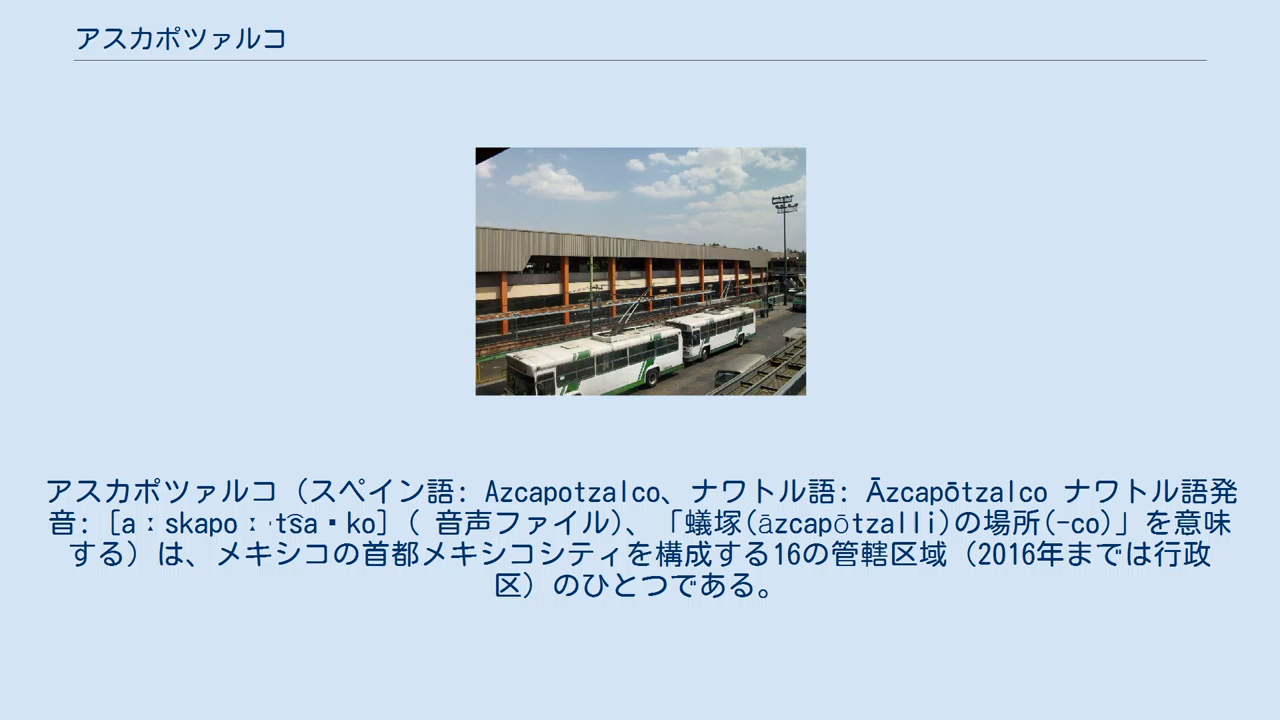 アスカポツァルコ
アスカポツァルコ（スペイン語: Azcapotzalco、ナワトル語: Āzcapōtzalco ナワトル語発
音: [aːskapoːˈt͡saɬko] ( 音声ファイル)、「蟻塚(āzcapōtzalli)の場所(-co)」を意味
する）は、メキシコの首都メキシコシティを構成する16の管轄区域（2016年までは行政
区）のひとつである。